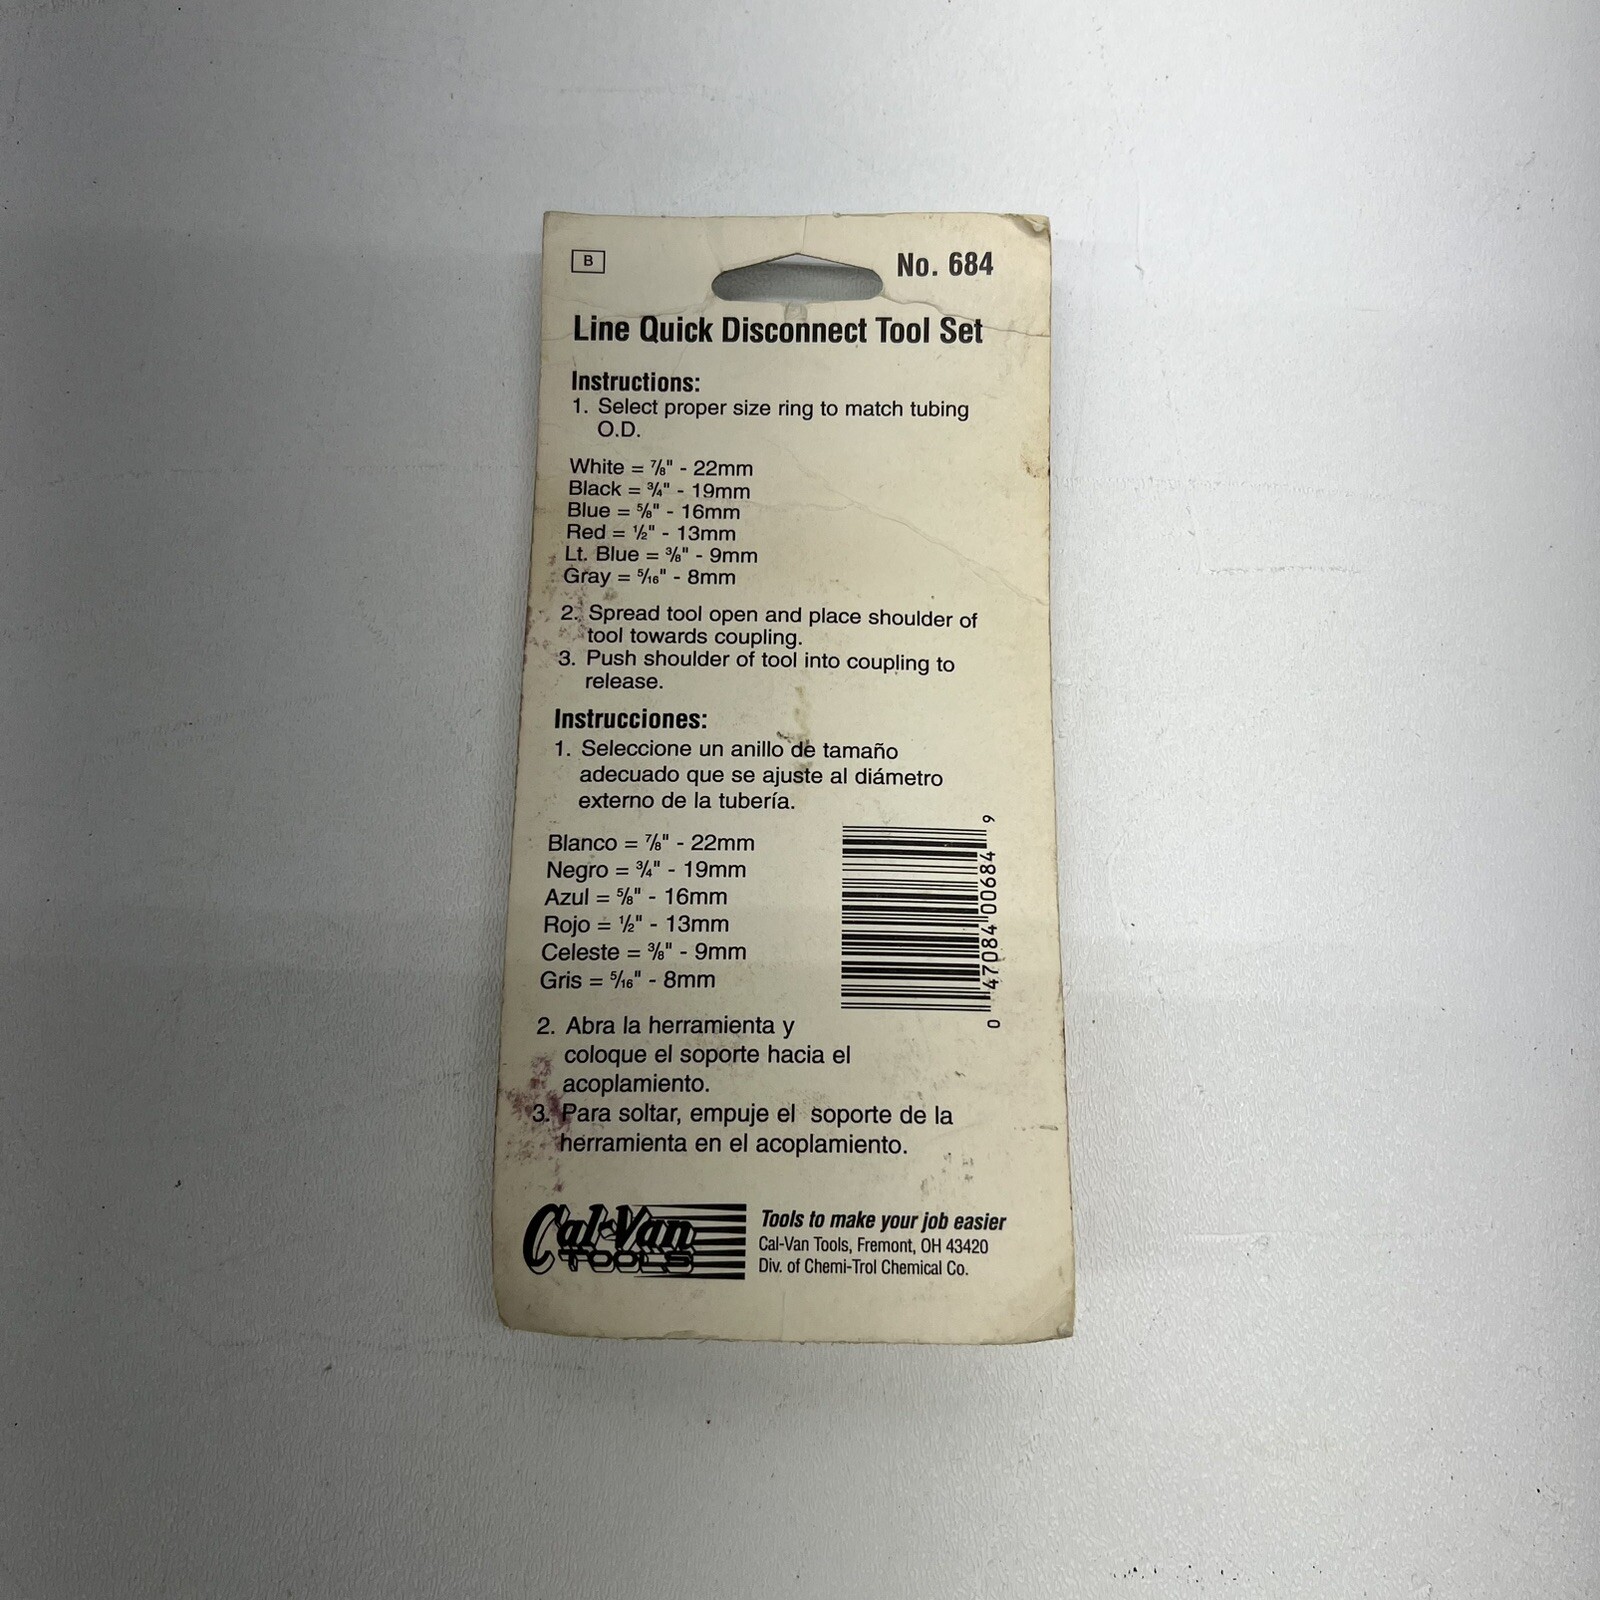 B
No. 684
Line Quick Disconnect Tool Set
Instructions:
1. Select proper size ring to match tubing
O.D.
White = ⅞" - 22mm
Black = ¾" - 19mm
Blue = ⅝" - 16mm
Red = ½" - 13mm
Lt. Blue = ⅜" - 9mm
Gray = 5/16" - 8mm
2. Spread tool open and place shoulder of
tool towards coupling.
3. Push shoulder of tool into coupling to
release.
Instrucciones:
1. Seleccione un anillo de tamaño
adecuado que se ajuste al diámetro
externo de la tubería.
Blanco = ⅞" - 22mm
Negro = ¾" - 19mm
Azul = ⅝" - 16mm
Rojo = ½" - 13mm
Celeste = ⅜" - 9mm
Gris = 5/16" - 8mm
0 47084 00684 9
2. Abra la herramienta y
coloque el soporte hacia el
acoplamiento.
3. Para soltar, empuje el soporte de la
herramienta en el acoplamiento.
Cal-Van
TOOLS
Tools to make your job easier
Cal-Van Tools, Fremont, OH 43420
Div. of Chemi-Trol Chemical Co.